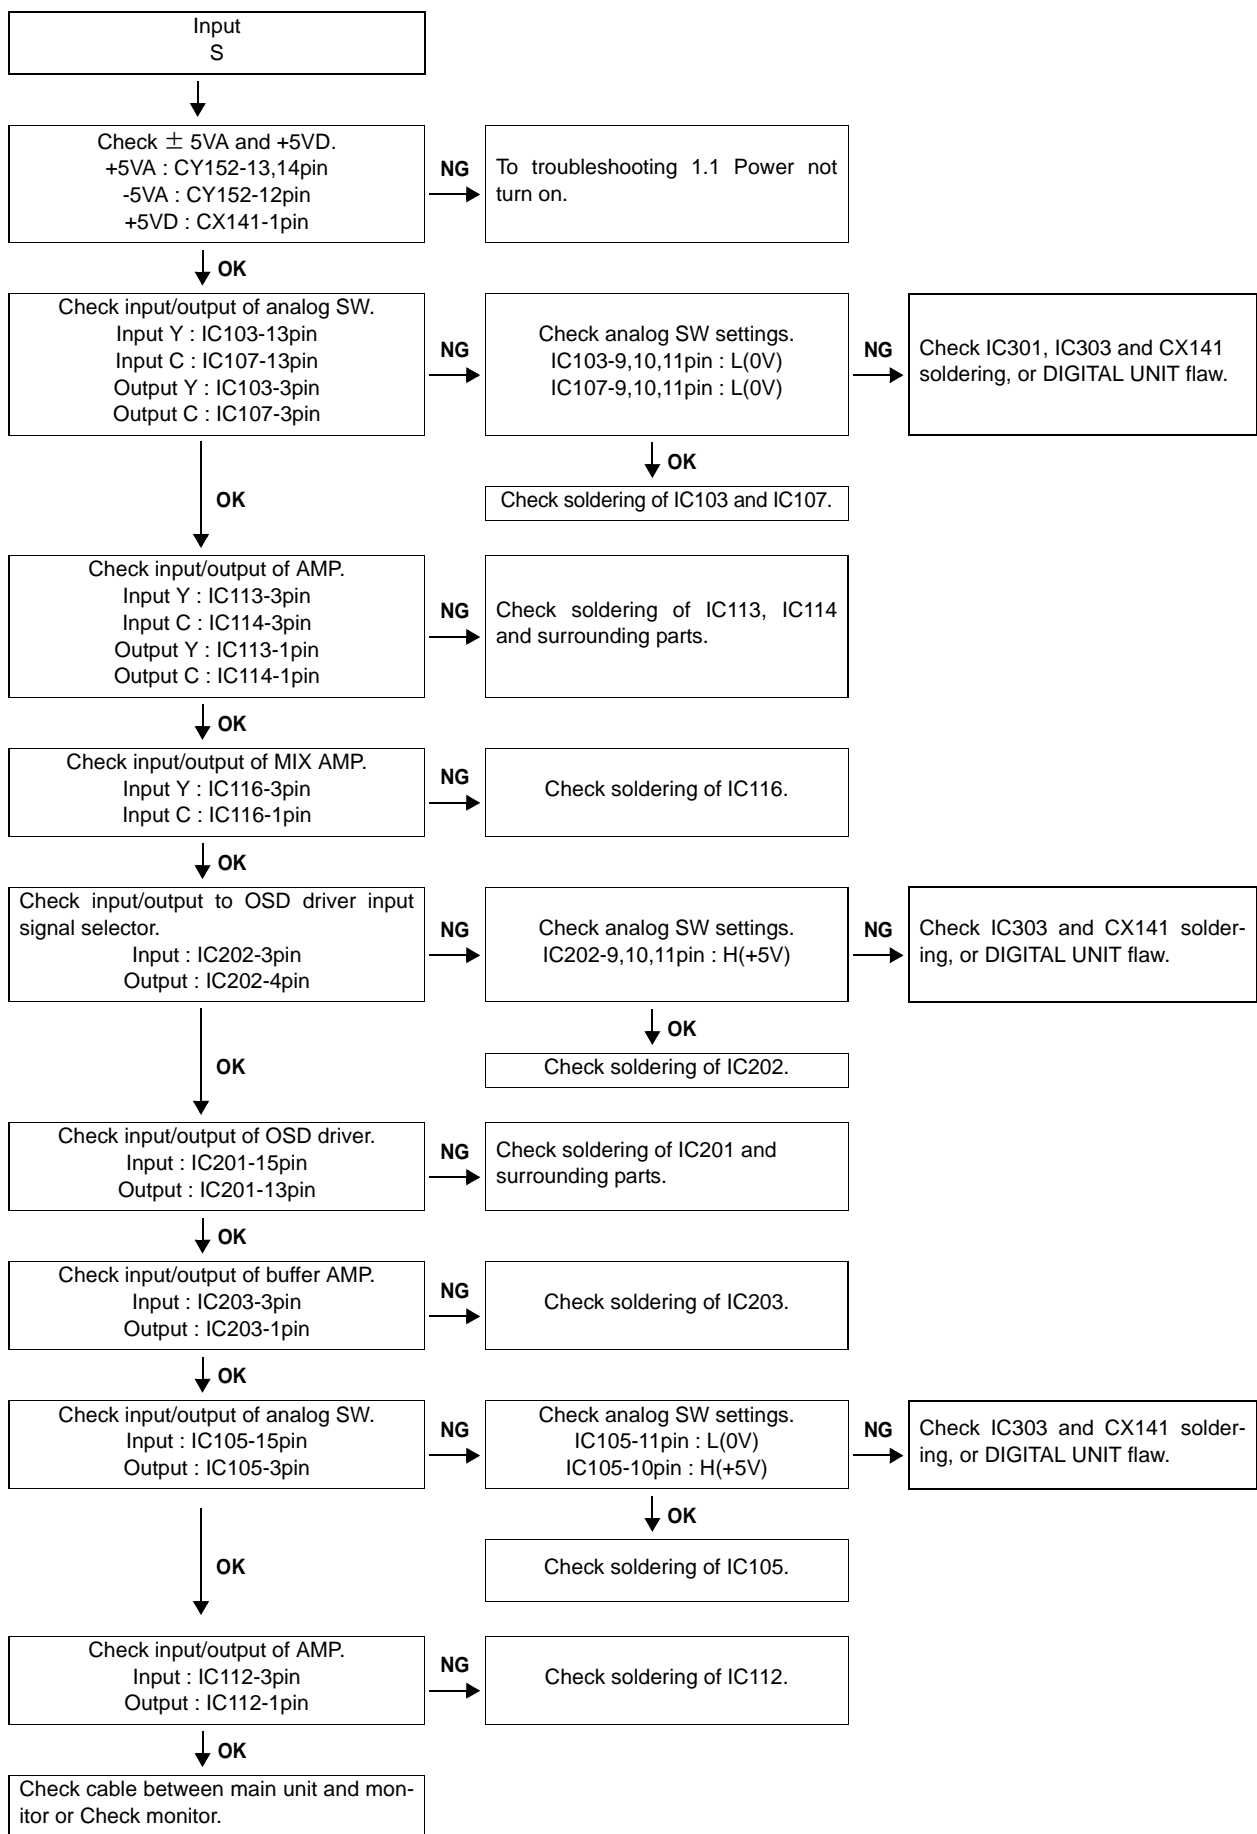 Input
S
Check ± 5VA and +5VD.
+5VA : CY152-13,14pin
-5VA : CY152-12pin
+5VD : CX141-1pin
NG
To troubleshooting 1.1 Power not
turn on.
OK
Check input/output of analog SW.
Input Y : IC103-13pin
Input C : IC107-13pin
Output Y : IC103-3pin
Output C : IC107-3pin
NG
Check analog SW settings.
IC103-9,10,11pin : L(0V)
IC107-9,10,11pin : L(0V)
NG
Check IC301, IC303 and CX141
soldering, or DIGITAL UNIT flaw.
OK
Check soldering of IC103 and IC107.
OK
Check input/output of AMP.
Input Y : IC113-3pin
Input C : IC114-3pin
Output Y : IC113-1pin
Output C : IC114-1pin
NG
Check soldering of IC113, IC114
and surrounding parts.
OK
Check input/output of MIX AMP.
Input Y : IC116-3pin
Input C : IC116-1pin
NG
Check soldering of IC116.
OK
Check input/output to OSD driver input
signal selector.
Input : IC202-3pin
Output : IC202-4pin
NG
Check analog SW settings.
IC202-9,10,11pin : H(+5V)
NG
Check IC303 and CX141 solder-
ing, or DIGITAL UNIT flaw.
OK
Check soldering of IC202.
OK
Check input/output of OSD driver.
Input : IC201-15pin
Output : IC201-13pin
NG
Check soldering of IC201 and
surrounding parts.
OK
Check input/output of buffer AMP.
Input : IC203-3pin
Output : IC203-1pin
NG
Check soldering of IC203.
OK
Check input/output of analog SW.
Input : IC105-15pin
Output : IC105-3pin
NG
Check analog SW settings.
IC105-11pin : L(0V)
IC105-10pin : H(+5V)
NG
Check IC303 and CX141 solder-
ing, or DIGITAL UNIT flaw.
OK
Check soldering of IC105.
OK
Check input/output of AMP.
Input : IC112-3pin
Output : IC112-1pin
NG
Check soldering of IC112.
OK
Check cable between main unit and mon-
itor or Check monitor.